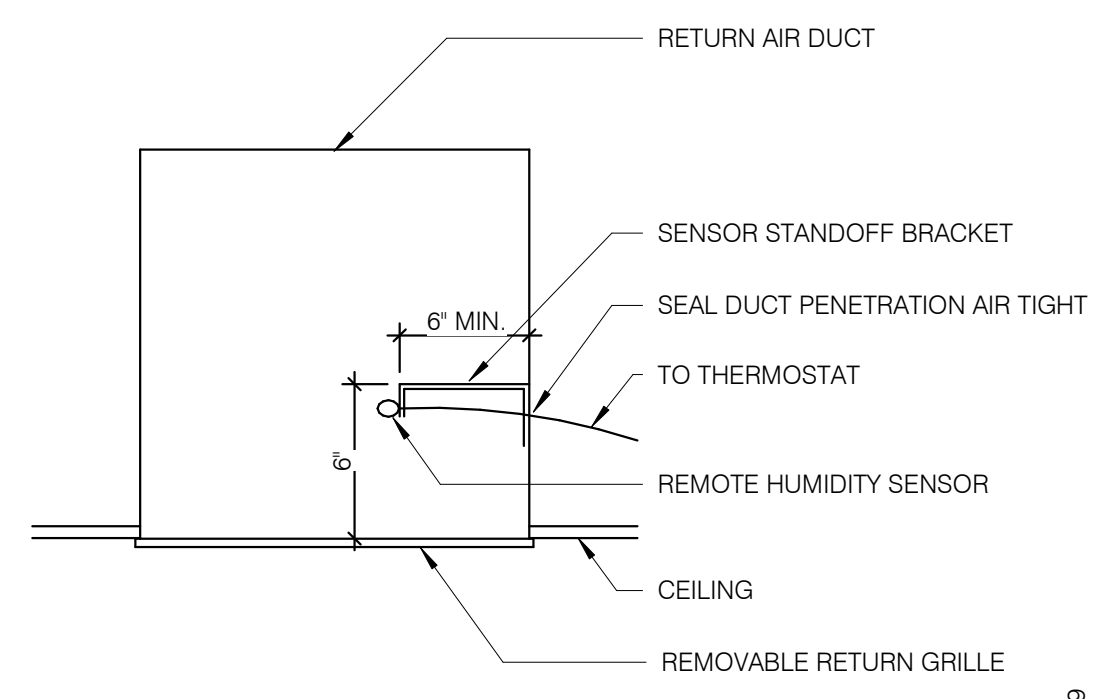 RETURN AIR DUCT
SENSOR STANDOFF BRACKET
SEAL DUCT PENETRATION AIR TIGHT
6" MIN.
TO THERMOSTAT
6"
REMOTE HUMIDITY SENSOR
CEILING
REMOVABLE RETURN GRILLE